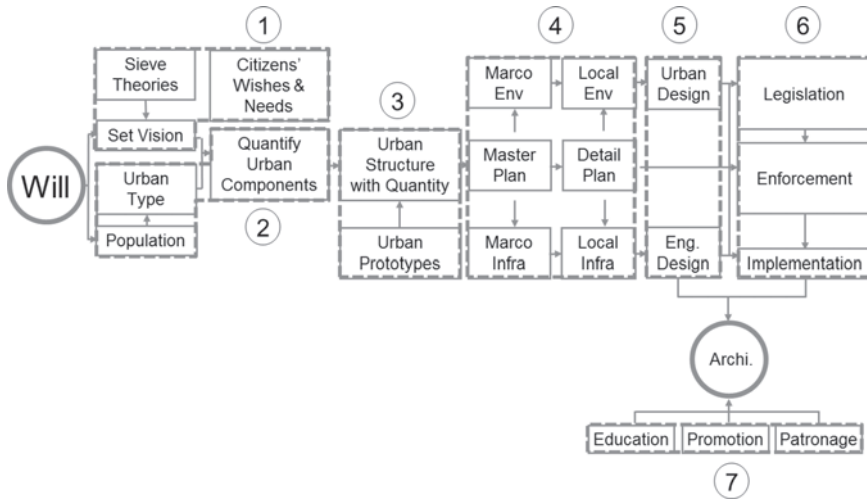 1
2
3
4
5
6
7
Will
Sieve
Theories
Set Vision
Urban
Type
Population
Citizens'
Wishes &
Needs
Quantify
Urban
Components
Urban
Structure
with Quantity
Urban
Prototypes
Marco
Env
Local
Env
Master
Plan
Detail
Plan
Marco
Infra
Local
Infra
Urban
Design
Eng.
Design
Legislation
Enforcement
Implementation
Archi.
Education
Promotion
Patronage